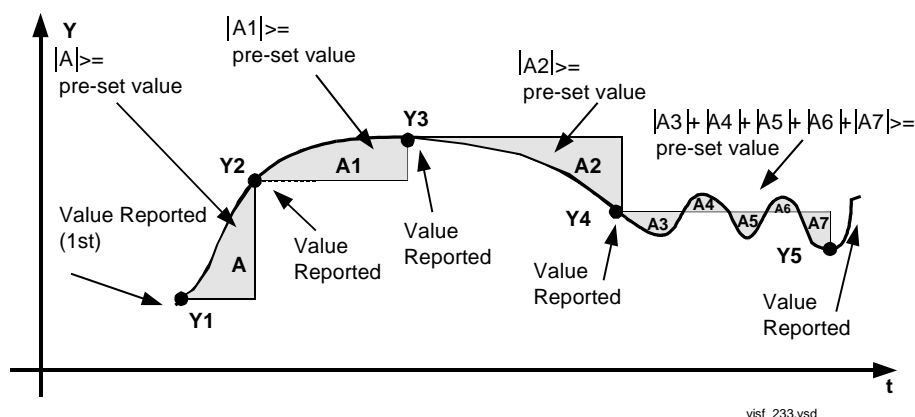 Y
|A|>=
pre-set value
|A1|>=
pre-set value
|A2|>=
pre-set value
|A3|+|A4|+|A5|+|A6|+|A7|>=
pre-set value
Y3
Y2
A1
A2
Value Reported
(1st)
A
Y1
Value
Reported
Value
Reported
Y4
A3
A4
A5
A6
A7
Y5
Value
Reported
Value
Reported
t
visf_233.vsd